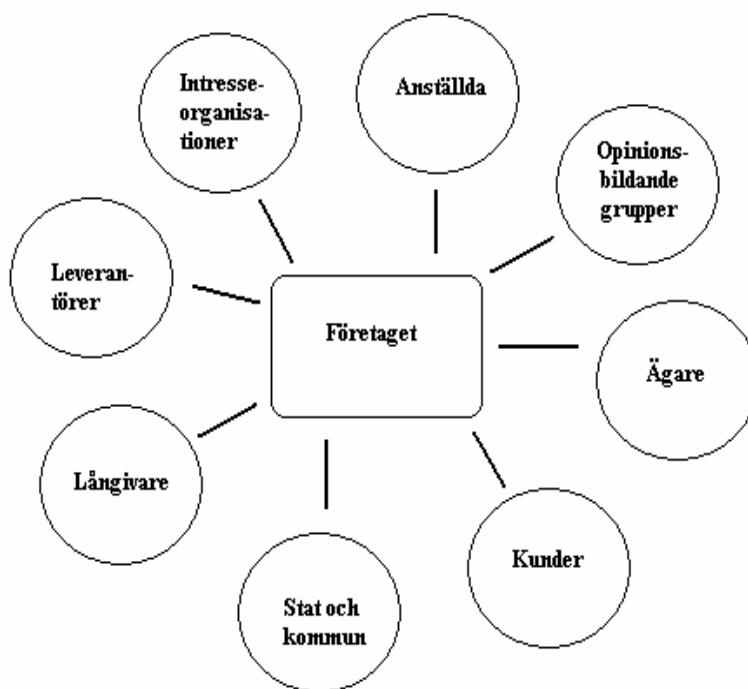 Intresse-
organisa-
tioner
Anställda
Opinions-
bildande
grupper
Leveran-
törer
Företaget
Ägare
Långivare
Kunder
Stat och
kommun